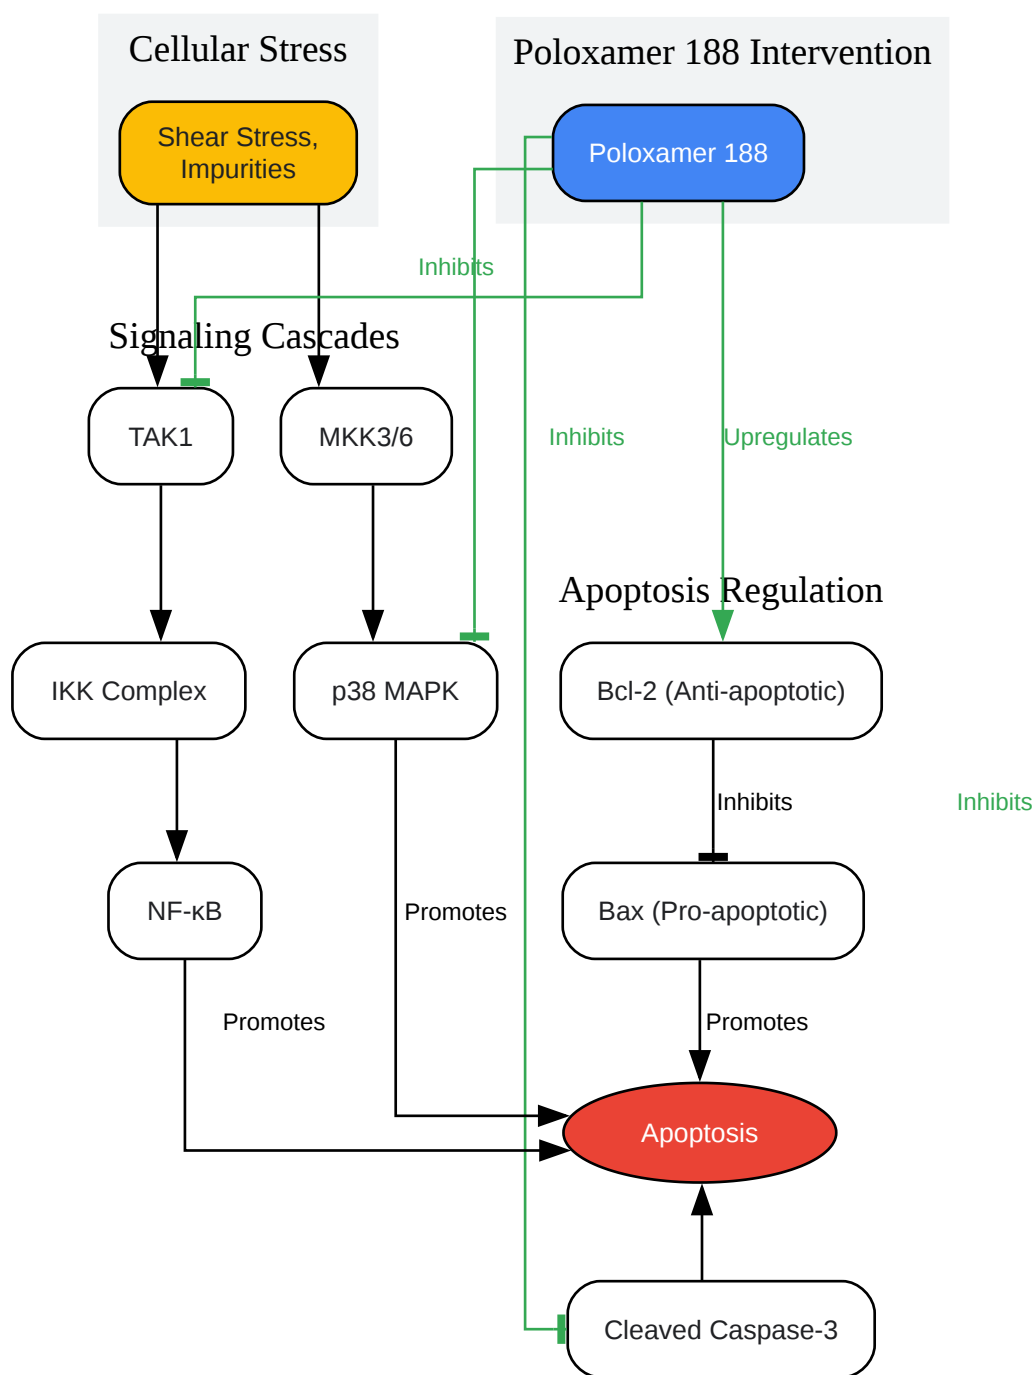 Cellular Stress
Poloxamer 188 Intervention
Shear Stress,
Impurities
Poloxamer 188
Inhibits
Signaling Cascades
TAK1
MKK3/6
Inhibits
Upregulates
Apoptosis Regulation
IKK Complex
p38 MAPK
Bcl-2 (Anti-apoptotic)
Inhibits
Inhibits
NF-κB
Promotes
Bax (Pro-apoptotic)
Promotes
Promotes
Apoptosis
Cleaved Caspase-3